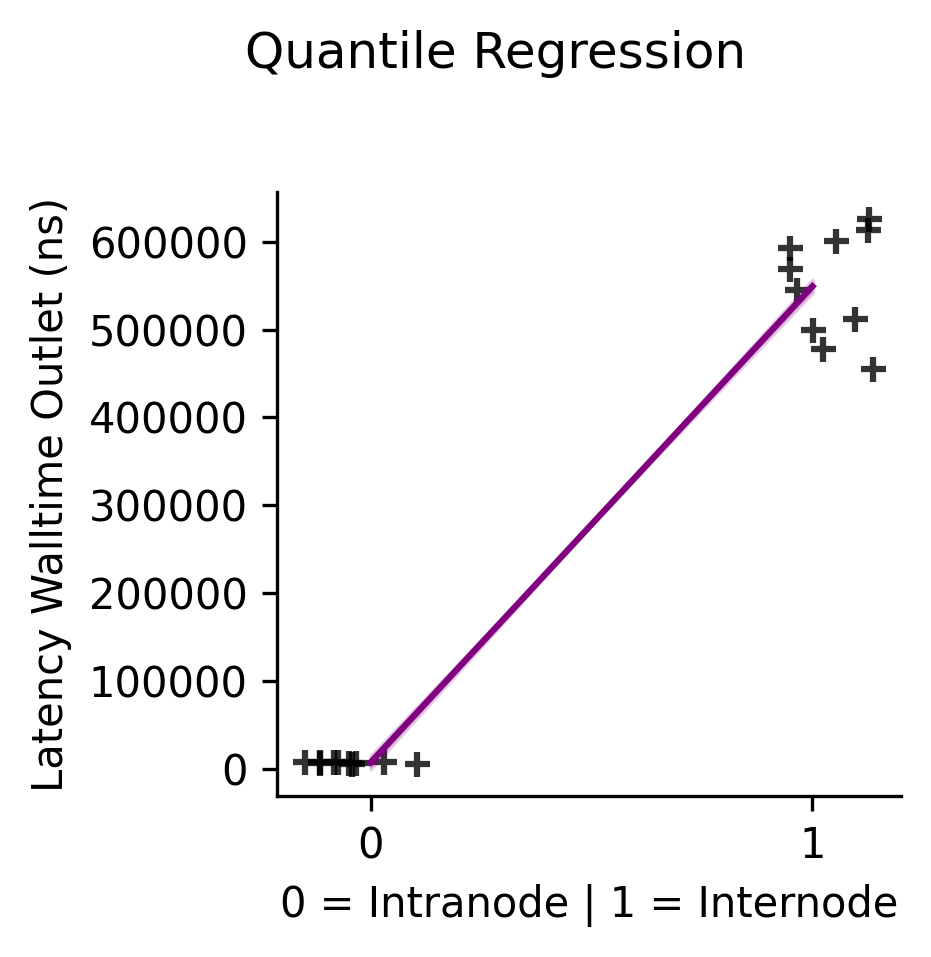 Quantile Regression
Latency Walltime Outlet (ns)
600000
500000
400000
300000
200000
100000
0
0 1
0 = Intranode | 1 = Internode